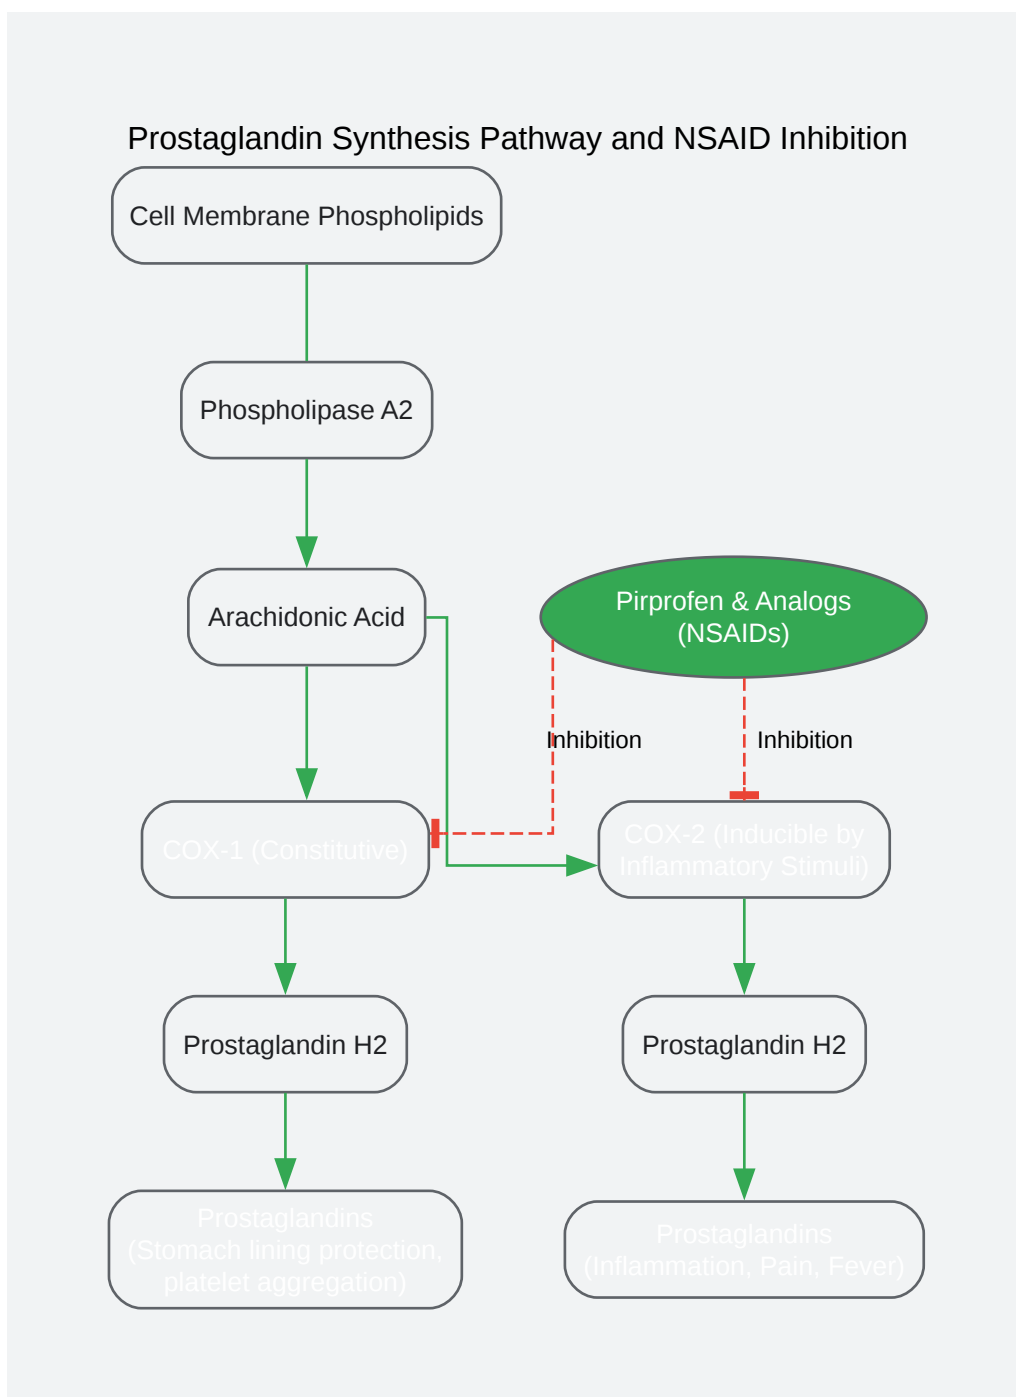 Prostaglandin Synthesis Pathway and NSAID Inhibition
Cell Membrane Phospholipids
Phospholipase A2
Arachidonic Acid
Pirprofen & Analogs
(NSAIDs)
Inhibition
Inhibition
COX-1 (Constitutive)
COX-2 (Inducible by
Inflammatory Stimuli)
Prostaglandin H2
Prostaglandin H2
Prostaglandins
(Stomach lining protection,
platelet aggregation)
Prostaglandins
(Inflammation, Pain, Fever)